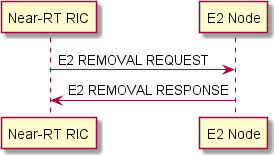 Near-RT RIC
E2 Node
E2 REMOVAL REQUEST
E2 REMOVAL RESPONSE
Near-RT RIC
E2 Node